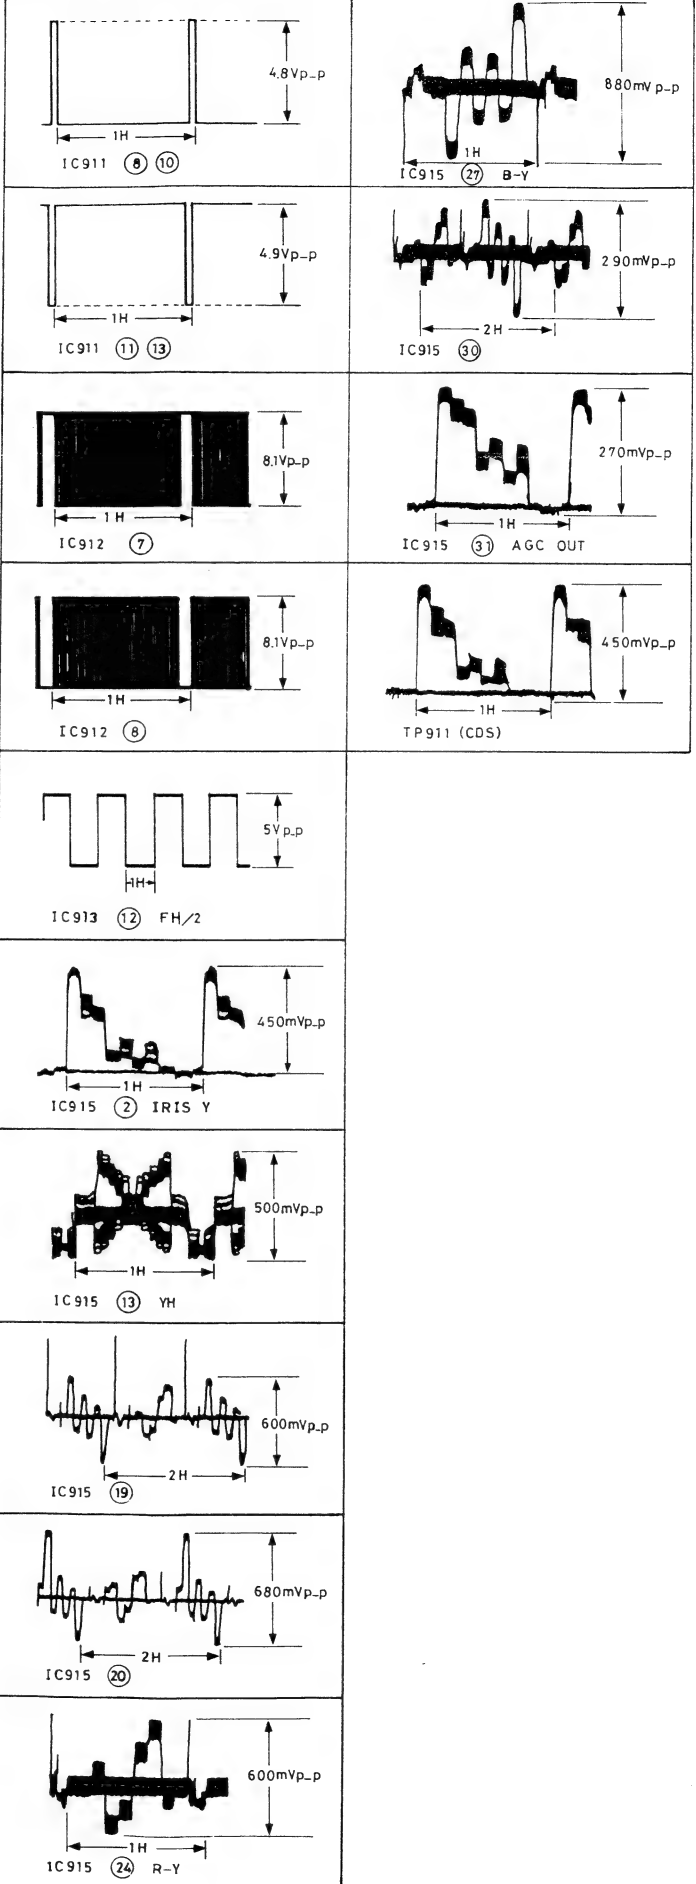 4.8Vp-p
1H
IC911 ⑧ ⑩
4.9Vp-p
1H
IC911 ⑪ ⑬
8.1Vp-p
1H
IC912 ⑦
8.1Vp-p
1H
IC912 ⑧
5Vp-p
1H
IC913 ⑫ FH/2
450mVp-p
1H
IC915 ② IRIS Y
500mVp-p
1H
IC915 ⑬ YH
600mVp-p
2H
IC915 ⑲
680mVp-p
2H
IC915 ⑳
600mVp-p
1H
IC915 ㉔ R-Y
880mVp-p
1H
IC915 ㉗ B-Y
290mVp-p
2H
IC915 ㉚
270mVp-p
1H
IC915 ㉛ AGC OUT
450mVp-p
1H
TP911 (CDS)